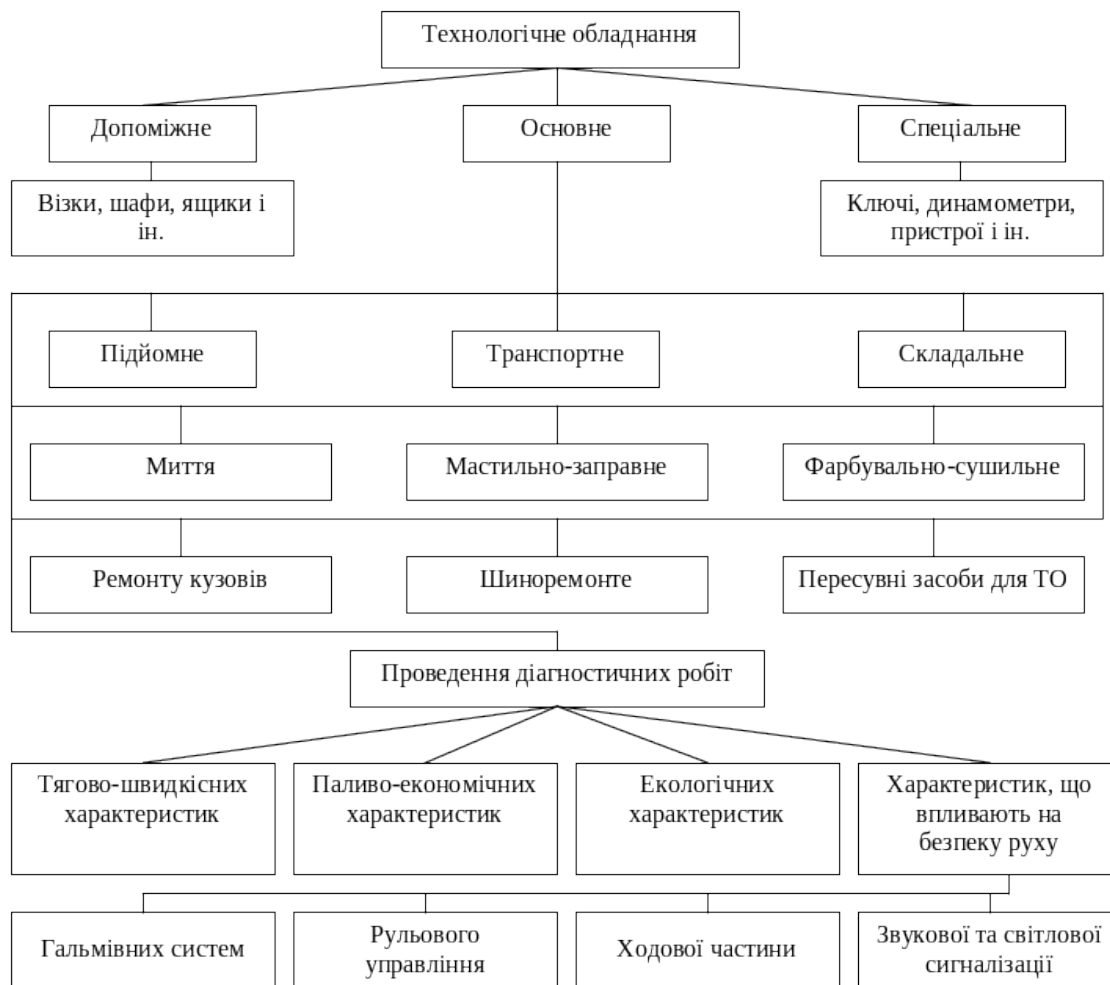 Технологічне обладнання
Допоміжне
Основне
Спеціальне
Візки, шафи, ящики і
ін.
Ключі, динамометри,
пристрої і ін.
Підйомне
Транспортне
Складальне
Миття
Мастильно-заправне
Фарбувально-сушильне
Ремонту кузовів
Шиноремонте
Пересувні засоби для ТО
Проведення діагностичних робіт
Тягово-швидкісних
характеристик
Паливо-економічних
характеристик
Екологічних
характеристик
Характеристик, що
впливають на
безпеку руху
Гальмівних систем
Рульового
управління
Ходової частини
Звукової та світлової
сигналізації